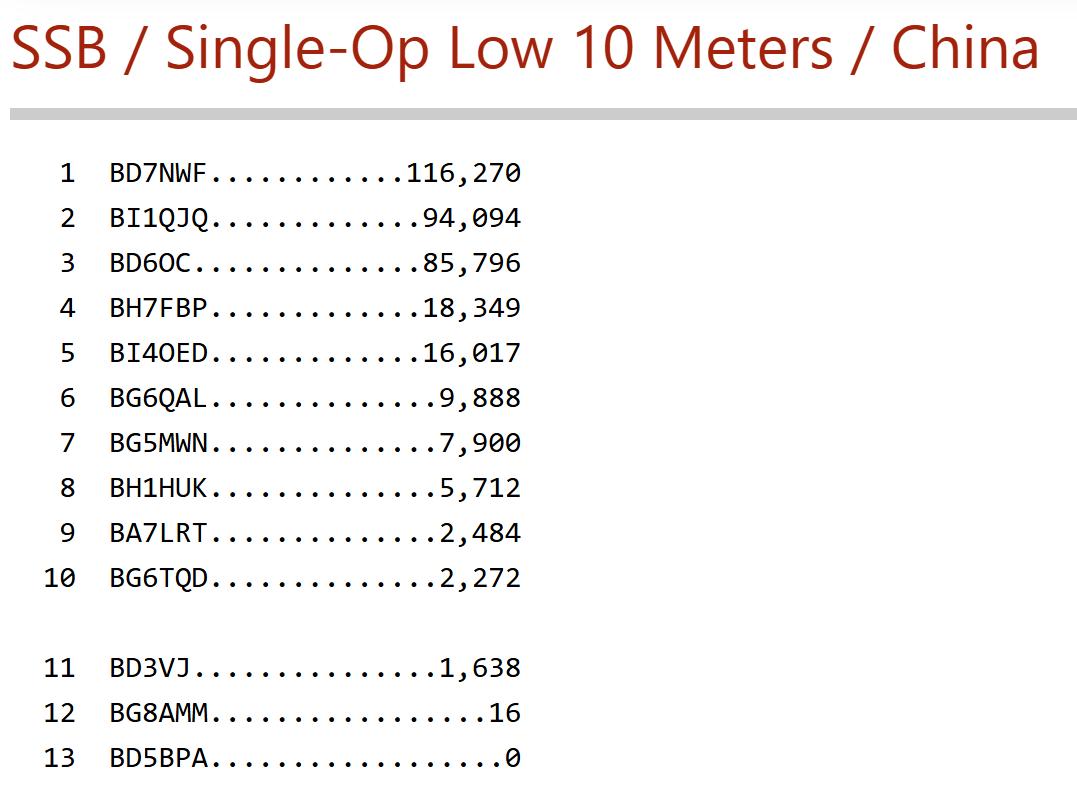 SSB / Single-Op Low 10 Meters / China
1 BD7NWF............116,270
2 BI1QJQ.............94,094
3 BD6OC..............85,796
4 BH7FBP.............18,349
5 BI4OED.............16,017
6 BG6QAL..............9,888
7 BG5MWN..............7,900
8 BH1HUK..............5,712
9 BA7LRT..............2,484
10 BG6TQD..............2,272
11 BD3VJ...............1,638
12 BG8AMM.................16
13 BD5BPA..................0